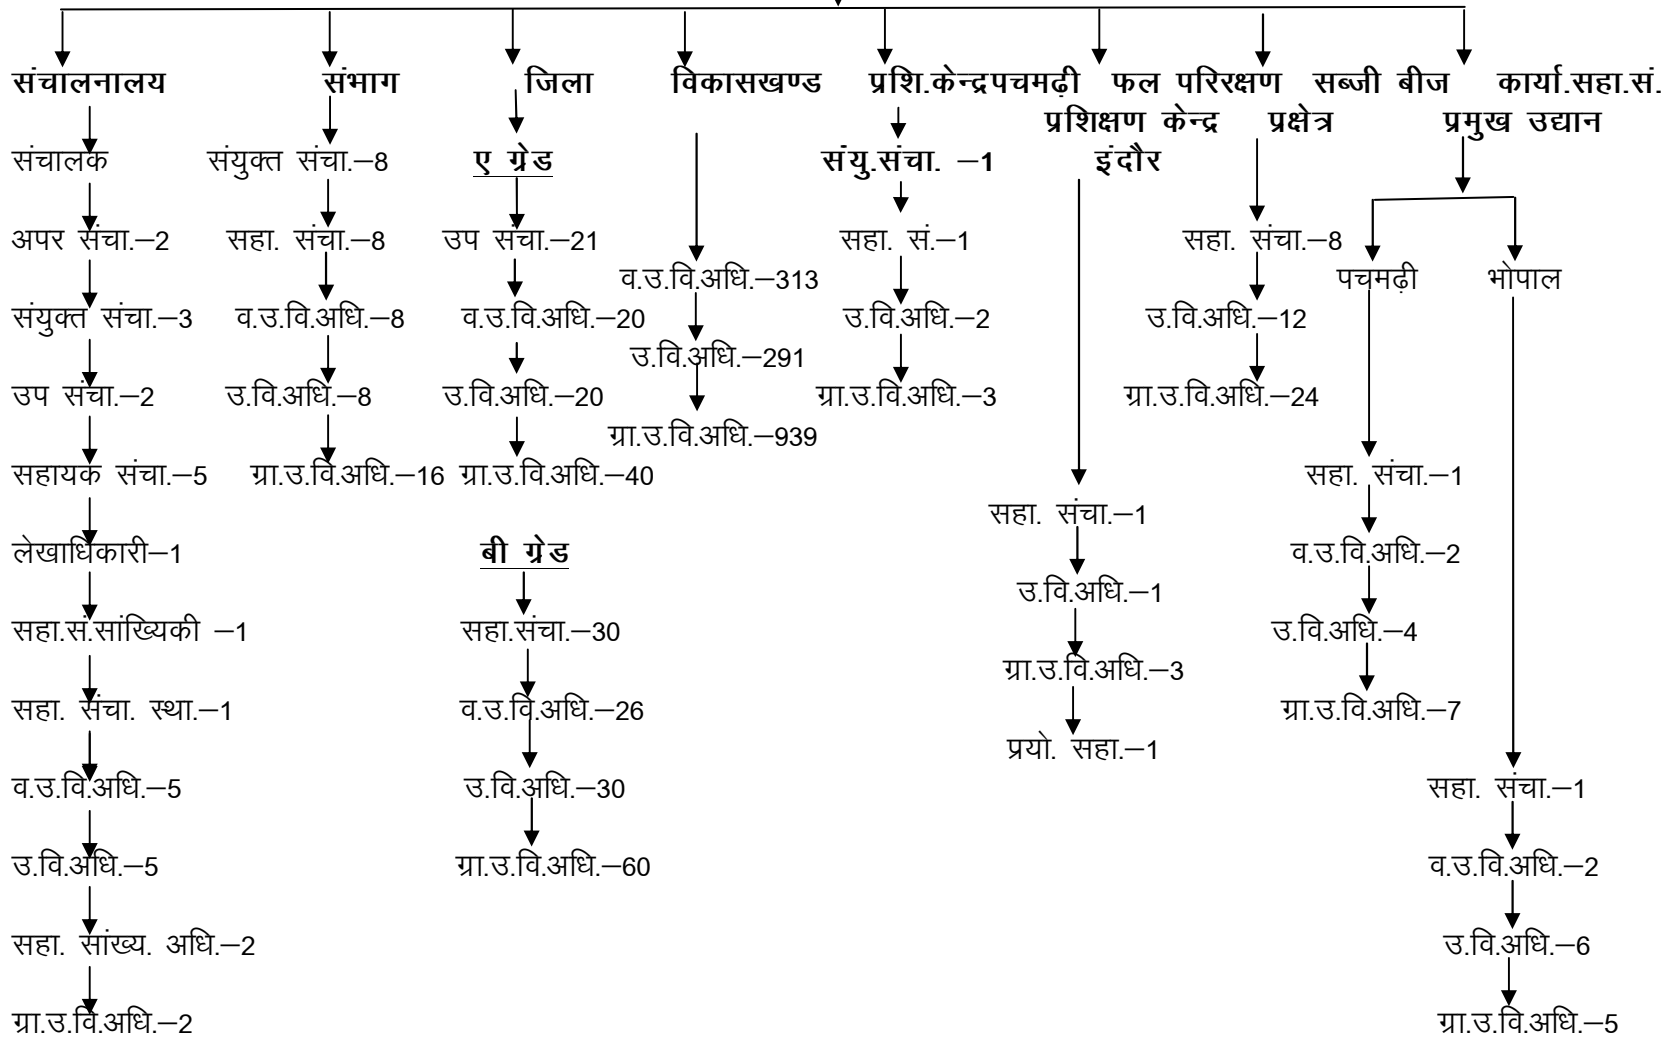 संचालनालय
संचालक
अपर संचा.–2
संयुक्त संचा.–3
उप संचा.–2
सहायक संचा.–5
लेखाधिकारी–1
सहा.सं.सांख्यिकी –1
सहा. संचा. स्था.–1
व.उ.वि.अधि.–5
उ.वि.अधि.–5
सहा. सांख्य. अधि.–2
ग्रा.उ.वि.अधि.–2
संभाग
संयुक्त संचा.–8
सहा. संचा.–8
व.उ.वि.अधि.–8
उ.वि.अधि.–8
ग्रा.उ.वि.अधि.–16
जिला
ए ग्रेड
उप संचा.–21
व.उ.वि.अधि.–20
उ.वि.अधि.–20
ग्रा.उ.वि.अधि.–40
बी ग्रेड
सहा.संचा.–30
व.उ.वि.अधि.–26
उ.वि.अधि.–30
ग्रा.उ.वि.अधि.–60
विकासखण्ड
व.उ.वि.अधि.–313
उ.वि.अधि.–291
ग्रा.उ.वि.अधि.–939
प्रशि.केन्द्रपचमढ़ी
संयु.संचा. –1
सहा. सं.–1
उ.वि.अधि.–2
ग्रा.उ.वि.अधि.–3
फल परिरक्षण
प्रशिक्षण केन्द्र
इंदौर
सहा. संचा.–1
उ.वि.अधि.–1
ग्रा.उ.वि.अधि.–3
प्रयो. सहा.–1
सब्जी बीज
प्रक्षेत्र
सहा. संचा.–8
उ.वि.अधि.–12
ग्रा.उ.वि.अधि.–24
कार्या.सहा.सं.
प्रमुख उद्यान
पचमढ़ी
सहा. संचा.–1
व.उ.वि.अधि.–2
उ.वि.अधि.–4
ग्रा.उ.वि.अधि.–7
भोपाल
सहा. संचा.–1
व.उ.वि.अधि.–2
उ.वि.अधि.–6
ग्रा.उ.वि.अधि.–5